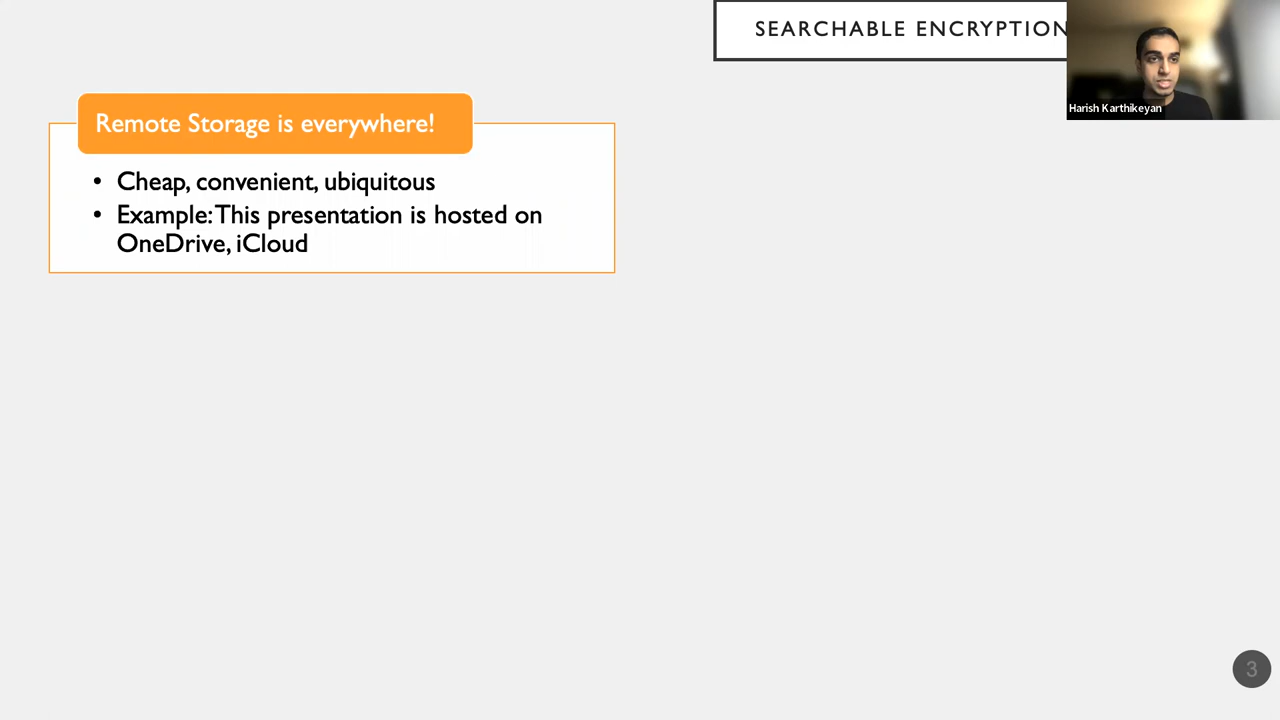 SEARCHABLE ENCRYPTION
Harish Karthikeyan
Remote Storage is everywhere!
• Cheap, convenient, ubiquitous
• Example: This presentation is hosted on
OneDrive, iCloud
3